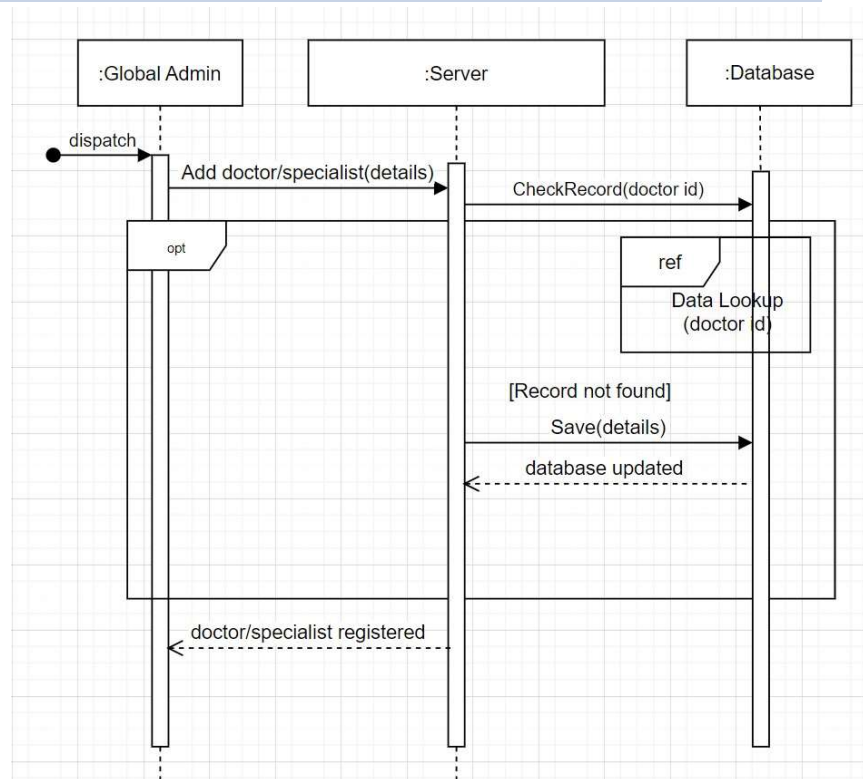 :Global Admin
:Server
:Database
dispatch
Add doctor/specialist(details)
CheckRecord(doctor id)
opt
ref
Data Lookup
(doctor id)
[Record not found]
Save(details)
database updated
doctor/specialist registered